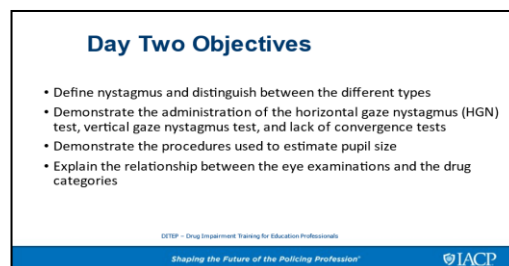 Day Two Objectives
• Define nystagmus and distinguish between the different types
• Demonstrate the administration of the horizontal gaze nystagmus (HGN)
test, vertical gaze nystagmus test, and lack of convergence tests
• Demonstrate the procedures used to estimate pupil size
• Explain the relationship between the eye examinations and the drug
categories
DITEP – Drug Impairment Training for Education Professionals
Shaping the Future of the Policing Profession®
IACP